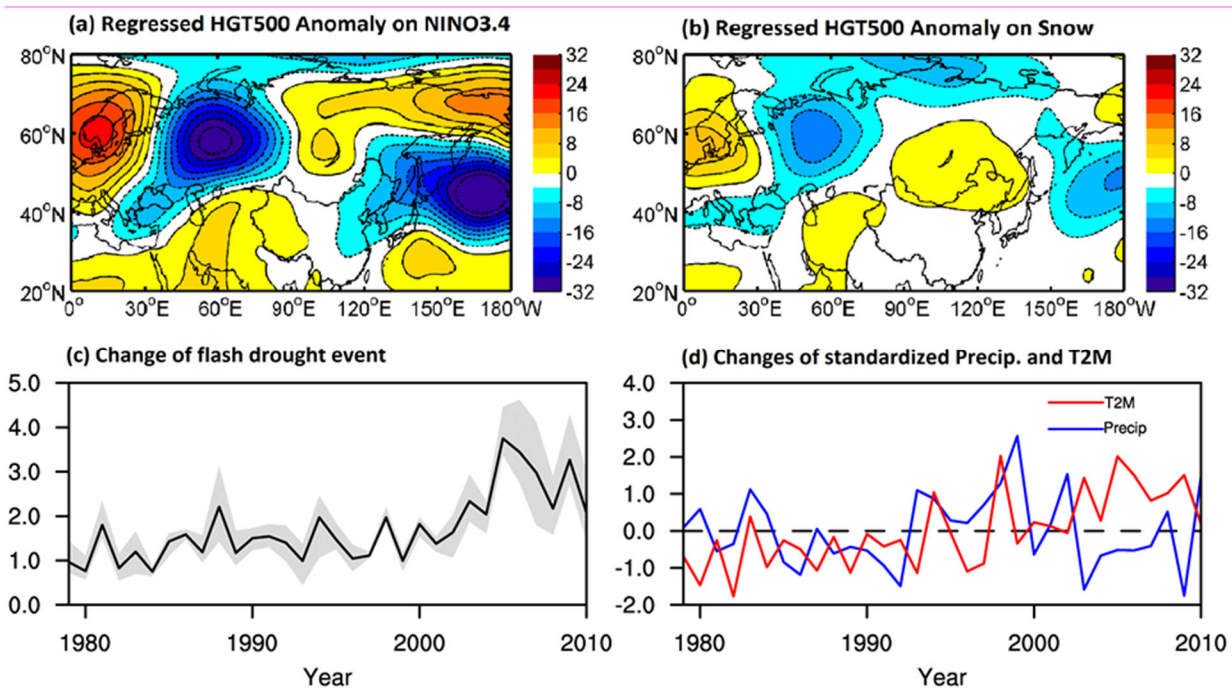 (a) Regressed HGT500 Anomaly on NINO3.4
(b) Regressed HGT500 Anomaly on Snow
80°N
60°N
40°N
20°N
0°
30°E
60°E
90°E
120°E
150°E
180°W
32
24
16
8
0
-8
-16
-24
-32
80°N
60°N
40°N
20°N
0°
30°E
60°E
90°E
120°E
150°E
180°W
32
24
16
8
0
-8
-16
-24
-32
(c) Change of flash drought event
5.0
4.0
3.0
2.0
1.0
0.0
1980
1990
2000
2010
Year
(d) Changes of standardized Precip. and T2M
4.0
3.0
2.0
1.0
0.0
-1.0
-2.0
T2M
Precip
1980
1990
2000
2010
Year